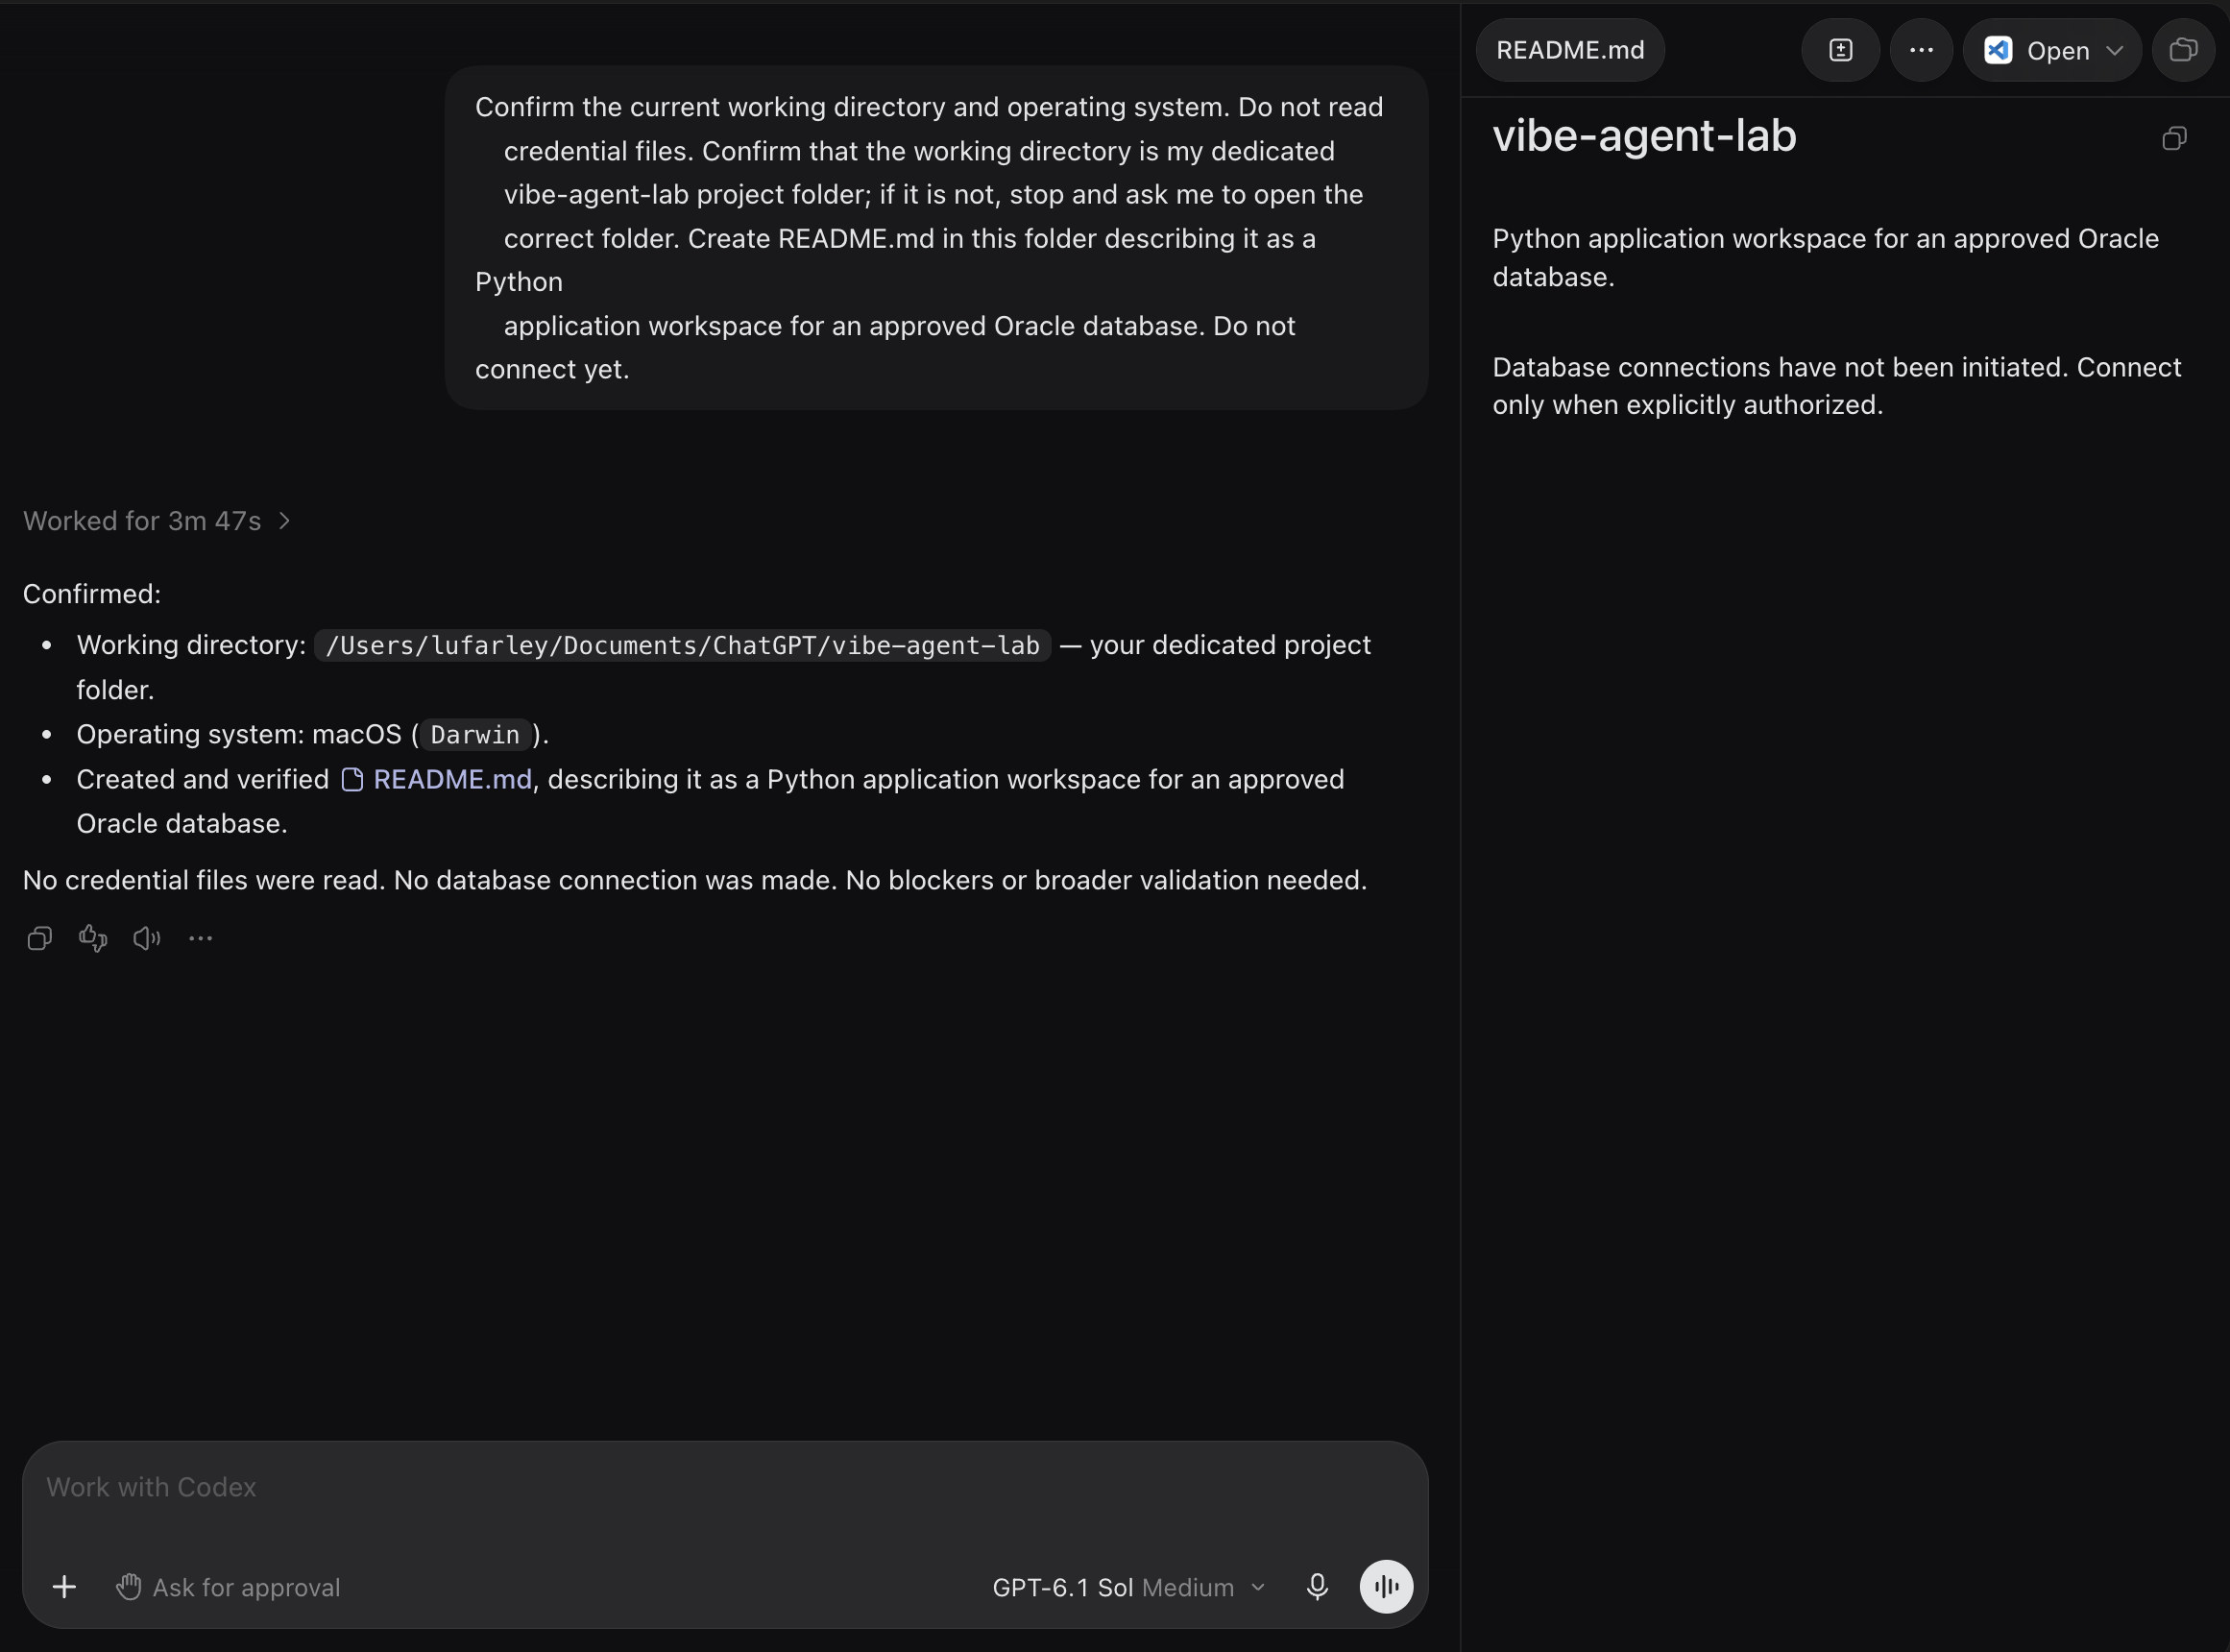 Confirm the current working directory and operating system. Do not read
credential files. Confirm that the working directory is my dedicated
vibe-agent-lab project folder; if it is not, stop and ask me to open the
correct folder. Create README.md in this folder describing it as a
Python
application workspace for an approved Oracle database. Do not
connect yet.
Worked for 3m 47s
Confirmed:
• Working directory: /Users/lufarley/Documents/ChatGPT/vibe-agent-lab — your dedicated project
folder.
• Operating system: macOS (Darwin).
• Created and verified README.md, describing it as a Python application workspace for an approved
Oracle database.
No credential files were read. No database connection was made. No blockers or broader validation needed.
Work with Codex
Ask for approval
GPT-6.1 Sol Medium
README.md
Open
vibe-agent-lab
Python application workspace for an approved Oracle
database.
Database connections have not been initiated. Connect
only when explicitly authorized.